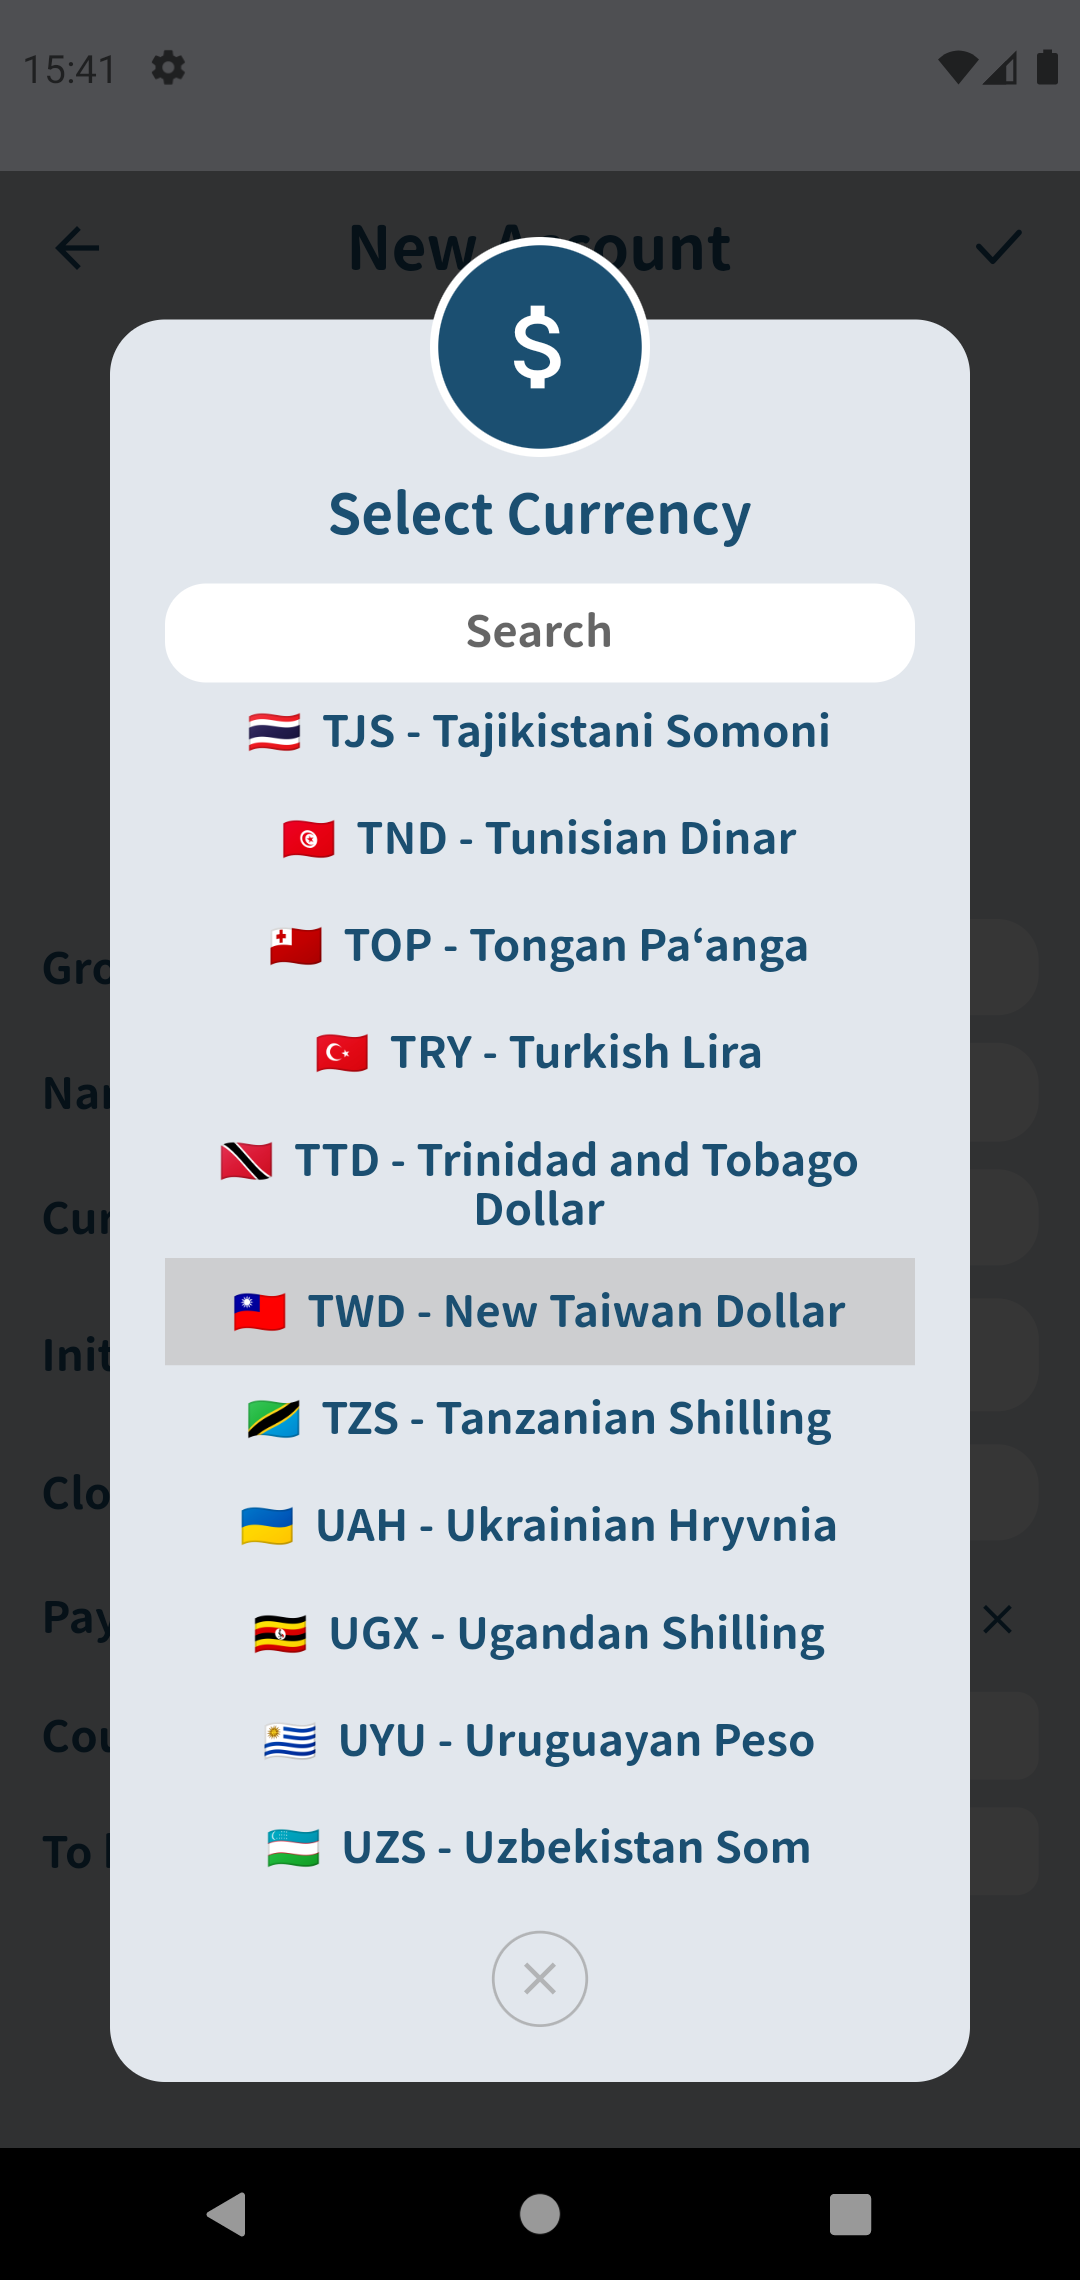 15:41
New Account
$
Select Currency
Search
TJS - Tajikistani Somoni
TND - Tunisian Dinar
TOP - Tongan Paʻanga
TRY - Turkish Lira
TTD - Trinidad and Tobago
Dollar
TWD - New Taiwan Dollar
TZS - Tanzanian Shilling
UAH - Ukrainian Hryvnia
UGX - Ugandan Shilling
UYU - Uruguayan Peso
UZS - Uzbekistan Som
To